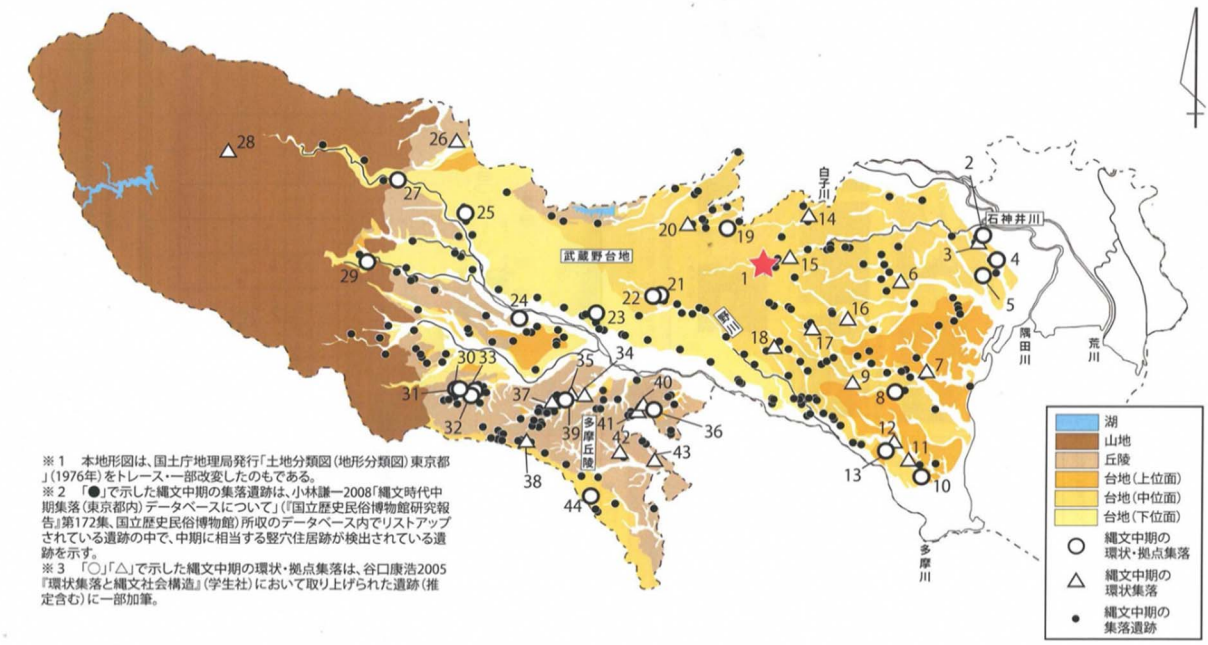 28
26
27
25
29
20
19
白子川
14
2
石神井川
3
4
5
武蔵野台地
1
15
6
24
22
21
23
野川
18
17
16
隅田川
荒川
30
33
31
32
35
34
37
39
40
41
36
42
43
38
44
多摩丘陵
9
7
8
12
11
13
10
多摩川
湖
山地
丘陵
台地(上位面)
台地(中位面)
台地(下位面)
縄文中期の
環状・拠点集落
縄文中期の
環状集落
縄文中期の
集落遺跡
※1 本地形図は、国土庁地理局発行「土地分類図(地形分類図)東京都
」(1976年)をトレース・一部改変したのもである。
※2 「●」で示した縄文中期の集落遺跡は、小林謙一2008「縄文時代中
期集落(東京都内)データベースについて」(『国立歴史民俗博物館研究報
告』第172集、国立歴史民俗博物館)所収のデータベース内でリストアップ
されている遺跡の中で、中期に相当する竪穴住居跡が検出されている遺
跡を示す。
※3 「○」「△」で示した縄文中期の環状・拠点集落は、谷口康浩2005
『環状集落と縄文社会構造』(学生社)において取り上げられた遺跡(推
定含む)に一部加筆。